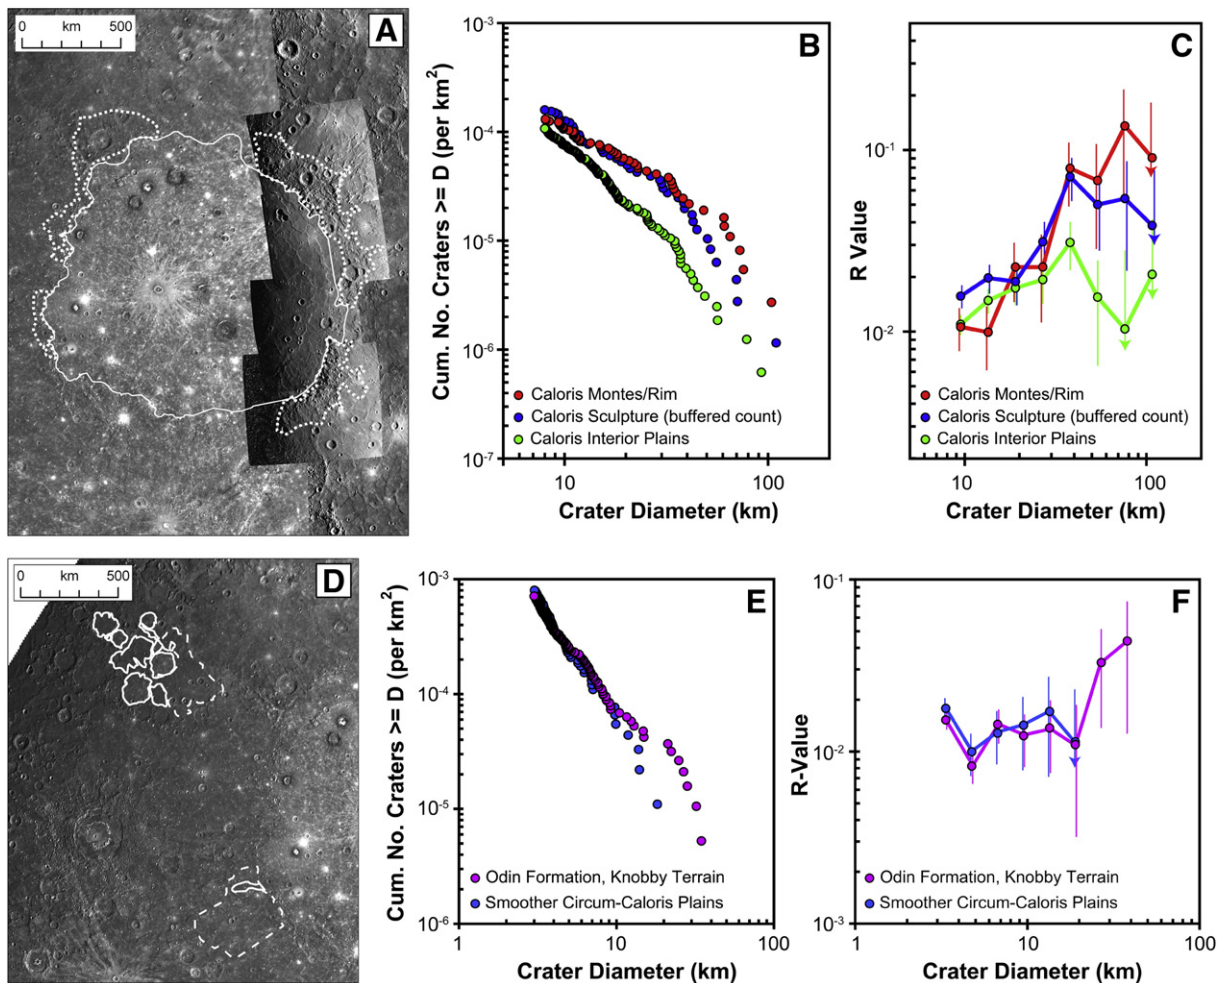 0 km 500
A
B
10-3
10-4
10-5
10-6
10-7
Cum. No. Craters >= D (per km2)
Caloris Montes/Rim
Caloris Sculpture (buffered count)
Caloris Interior Plains
10 100
Crater Diameter (km)
C
10-1
10-2
R Value
Caloris Montes/Rim
Caloris Sculpture (buffered count)
Caloris Interior Plains
10 100
Crater Diameter (km)
0 km 500
D
E
10-3
10-4
10-5
10-6
Cum. No. Craters >= D (per km2)
Odin Formation, Knobby Terrain
Smoother Circum-Caloris Plains
1 10 100
Crater Diameter (km)
F
10-1
10-2
10-3
R-Value
Odin Formation, Knobby Terrain
Smoother Circum-Caloris Plains
1 10 100
Crater Diameter (km)